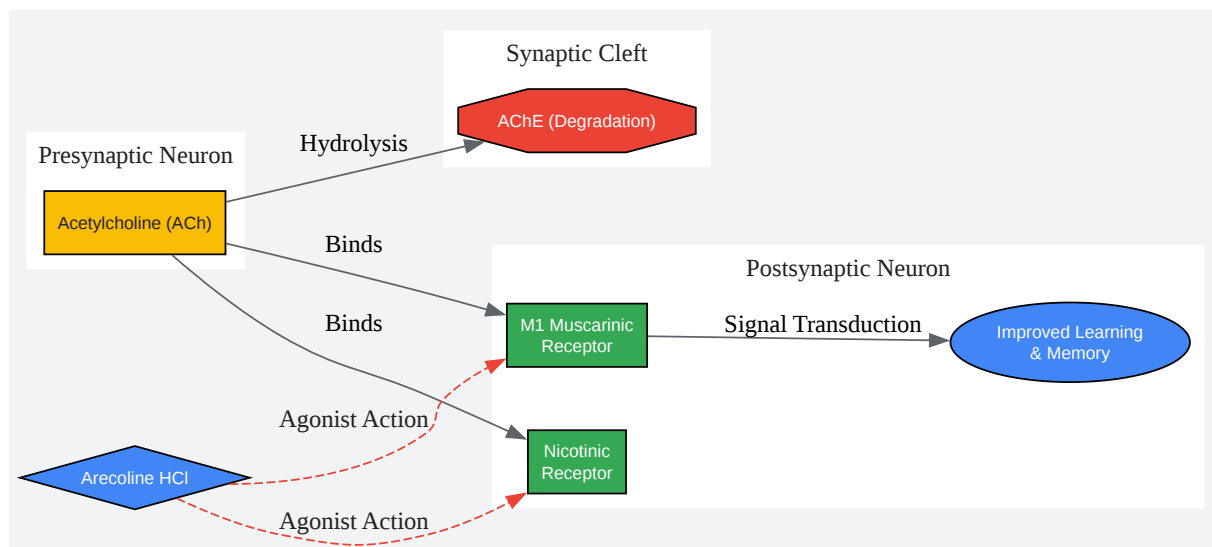 Synaptic Cleft
AChE (Degradation)
Hydrolysis
Presynaptic Neuron
Acetylcholine (ACh)
Binds
Postsynaptic Neuron
Binds
M1 Muscarinic
Receptor
Signal Transduction
Improved Learning
& Memory
Agonist Action
Nicotinic
Receptor
Arecoline HCl
Agonist Action